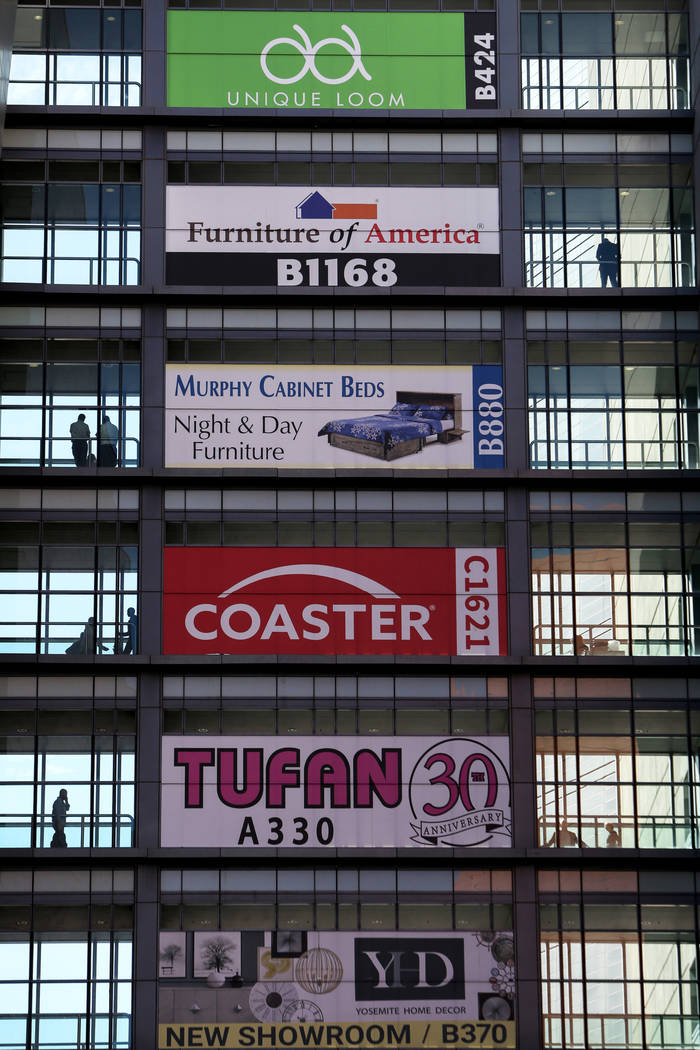 UNIQUE LOOM
B424
Furniture of America®
B1168
MURPHY CABINET BEDS
Night & Day
Furniture
B880
COASTER®
C1621
TUFAN
A330
30TH
ANNIVERSARY
YHD
YOSEMITE HOME DECOR
NEW SHOWROOM / B370